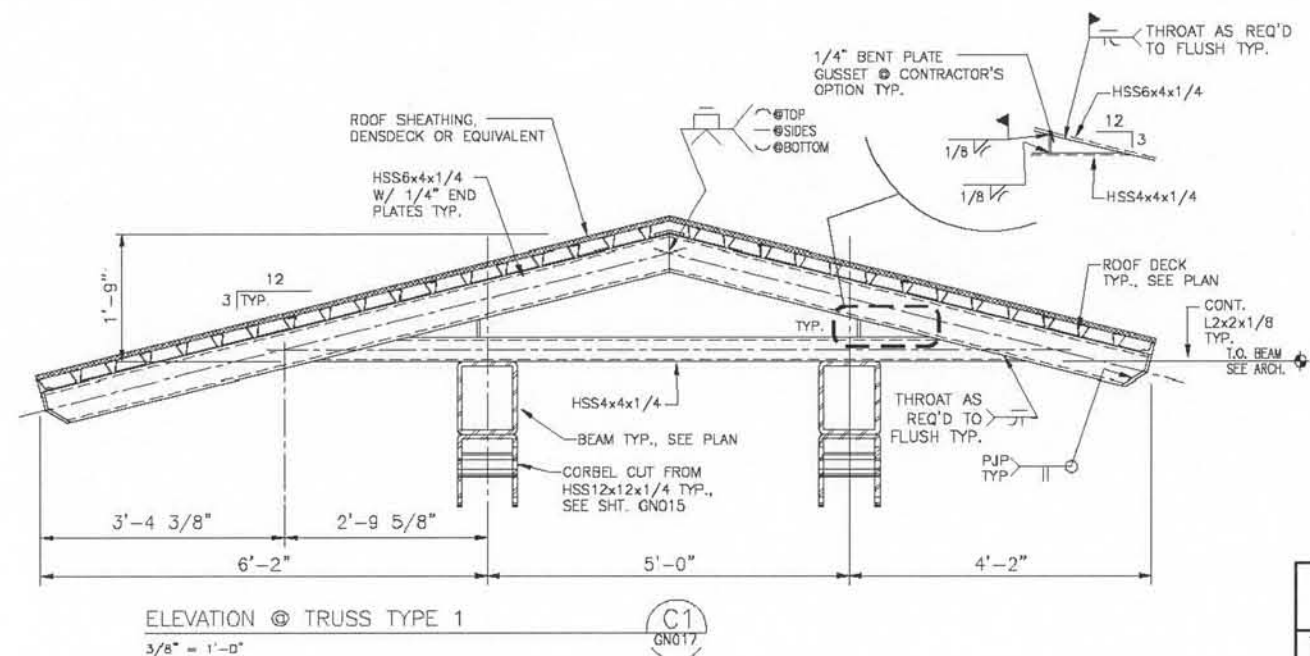 THROAT AS REQ'D
TO FLUSH TYP.
1/4" BENT PLATE
GUSSET @ CONTRACTOR'S
OPTION TYP.
HSS6x4x1/4
12
3
1/8
1/8
HSS4x4x1/4
ROOF SHEATHING,
DENSDECK OR EQUIVALENT
@TOP
@SIDES
@BOTTOM
HSS6x4x1/4
W/ 1/4" END
PLATES TYP.
1'-9"
12
3 TYP.
TYP.
ROOF DECK
TYP., SEE PLAN
CONT.
L2x2x1/8
TYP.
T.O. BEAM
SEE ARCH.
HSS4x4x1/4
THROAT AS
REQ'D TO
FLUSH TYP.
BEAM TYP., SEE PLAN
PJP
TYP
CORBEL CUT FROM
HSS12x12x1/4 TYP.,
SEE SHT. GN015
3'-4 3/8"
2'-9 5/8"
6'-2"
5'-0"
4'-2"
ELEVATION @ TRUSS TYPE 1
C1
GN017
3/8" = 1'-0"